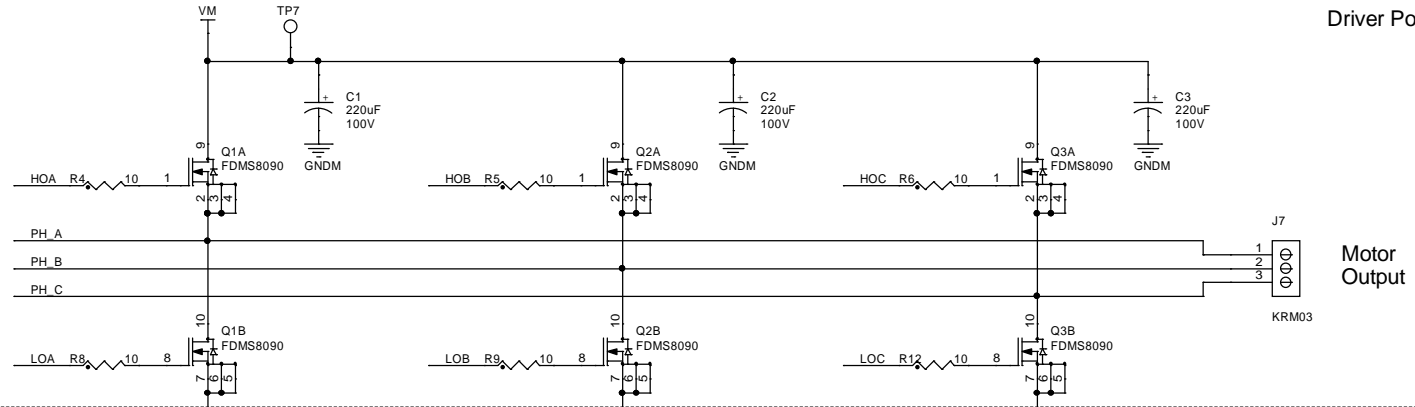 VM TP7
Driver Po
C1
220uF
100V
C2
220uF
100V
C3
220uF
100V
9 Q1A
FDMS8090
GNDM
9 Q2A
FDMS8090
GNDM
9 Q3A
FDMS8090
GNDM
HOA R4 10 1
HOB R5 10 1
HOC R6 10 1
2 3 4
2 3 4
2 3 4
J7
PH_A
PH_B
PH_C
1
2
3
Motor
Output
KRM03
10 Q1B
FDMS8090
10 Q2B
FDMS8090
10 Q3B
FDMS8090
LOA R8 10 8
LOB R9 10 8
LOC R12 10 8
7 6 5
7 6 5
7 6 5